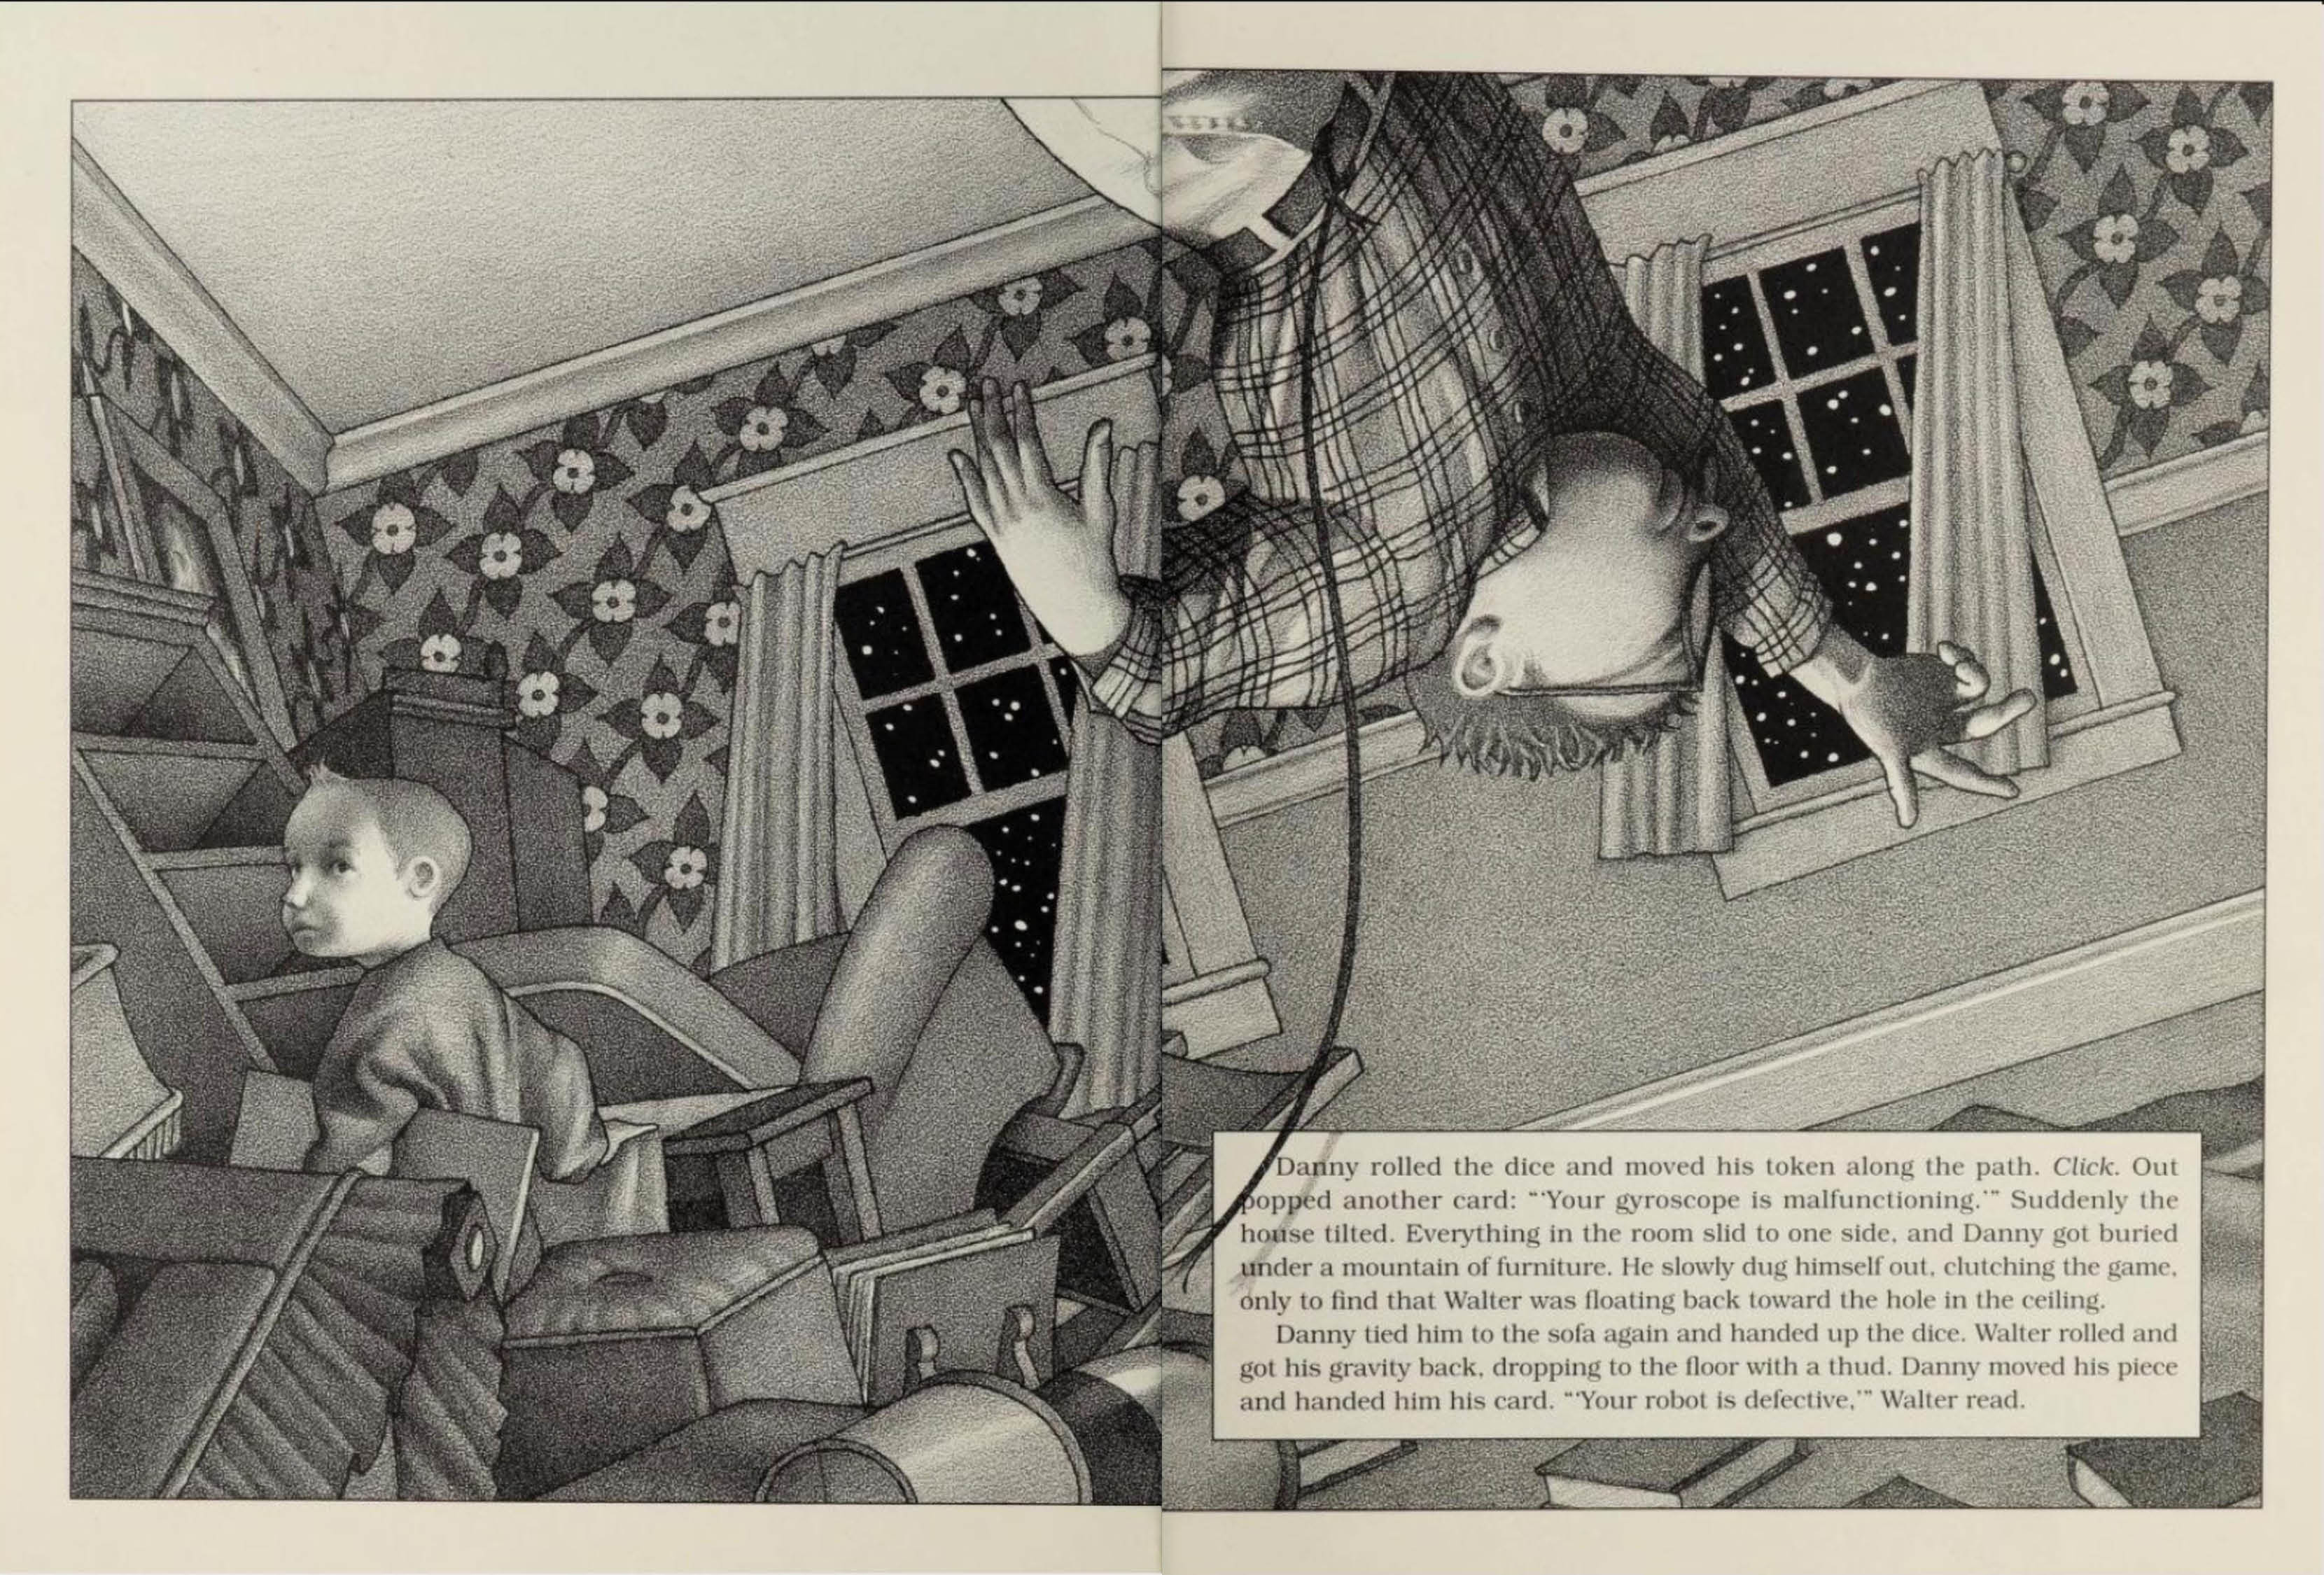 Danny rolled the dice and moved his token along the path. Click. Out
popped another card: “‘Your gyroscope is malfunctioning.’” Suddenly the
house tilted. Everything in the room slid to one side, and Danny got buried
under a mountain of furniture. He slowly dug himself out, clutching the game,
only to find that Walter was floating back toward the hole in the ceiling.
Danny tied him to the sofa again and handed up the dice. Walter rolled and
got his gravity back, dropping to the floor with a thud. Danny moved his piece
and handed him his card. “‘Your robot is defective,’” Walter read.